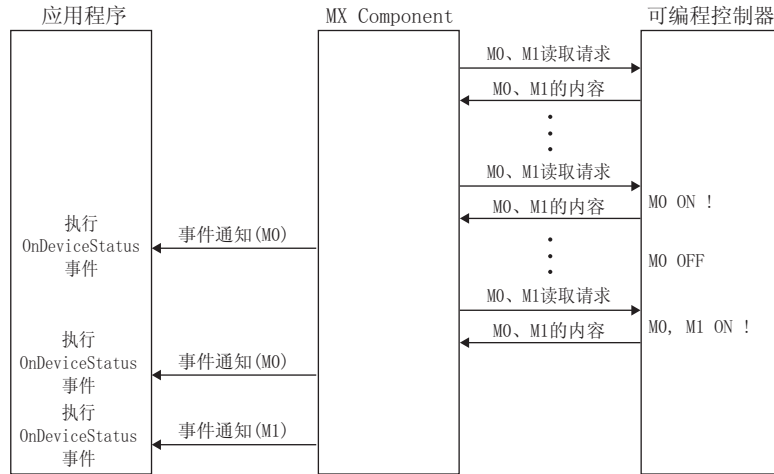 应用程序
MX Component
可编程控制器
M0、M1读取请求
M0、M1的内容
M0、M1读取请求
M0 ON !
M0、M1的内容
执行
OnDeviceStatus
事件
事件通知(M0)
M0 OFF
M0、M1读取请求
M0, M1 ON !
M0、M1的内容
执行
OnDeviceStatus
事件
事件通知(M0)
执行
OnDeviceStatus
事件
事件通知(M1)